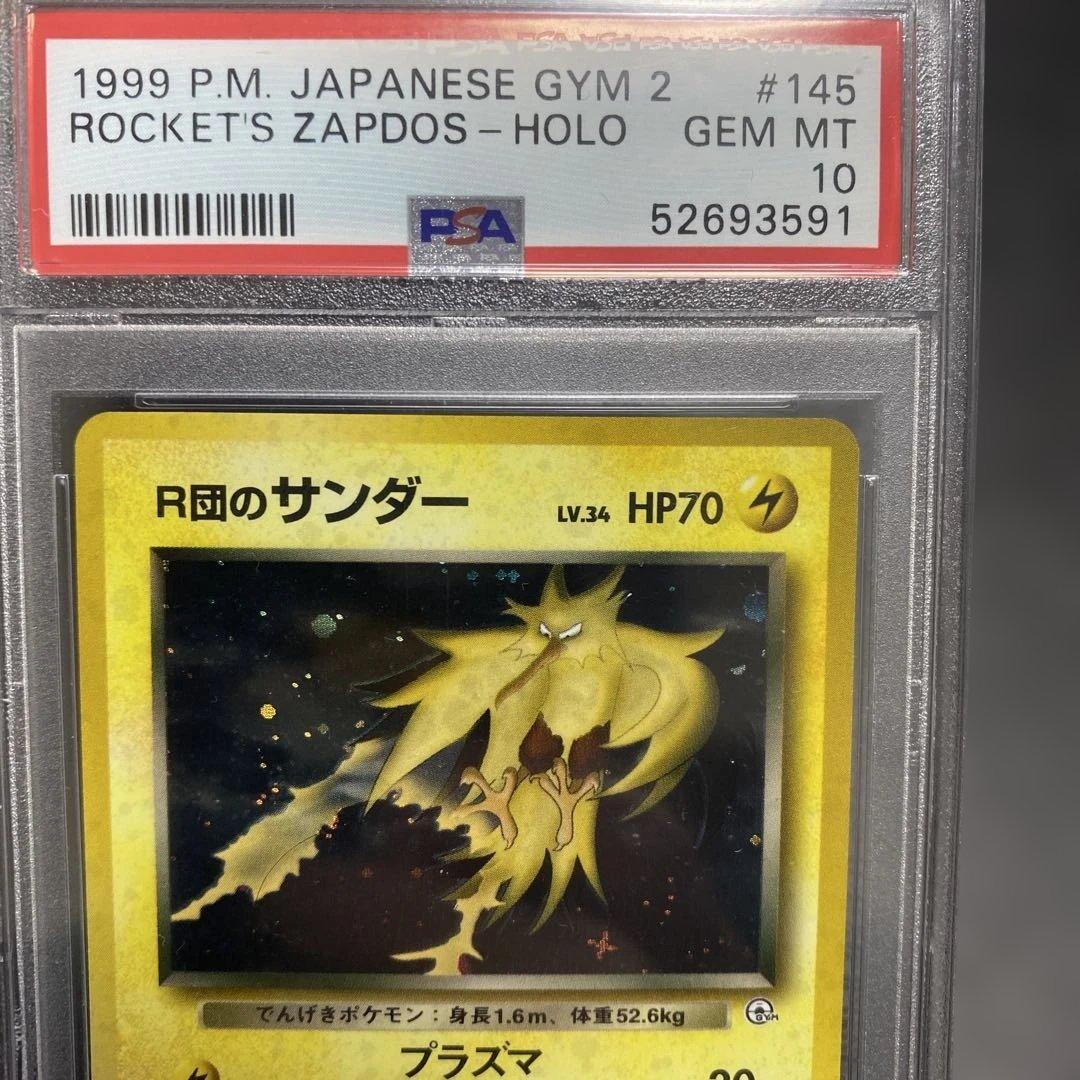 1999 P.M. JAPANESE GYM 2 #145
ROCKET'S ZAPDOS - HOLO GEM MT
10
PSA 52693591
R団のサンダー LV.34 HP70
でんげきポケモン：身長1.6m、体重52.6kg GYM
プラズマ